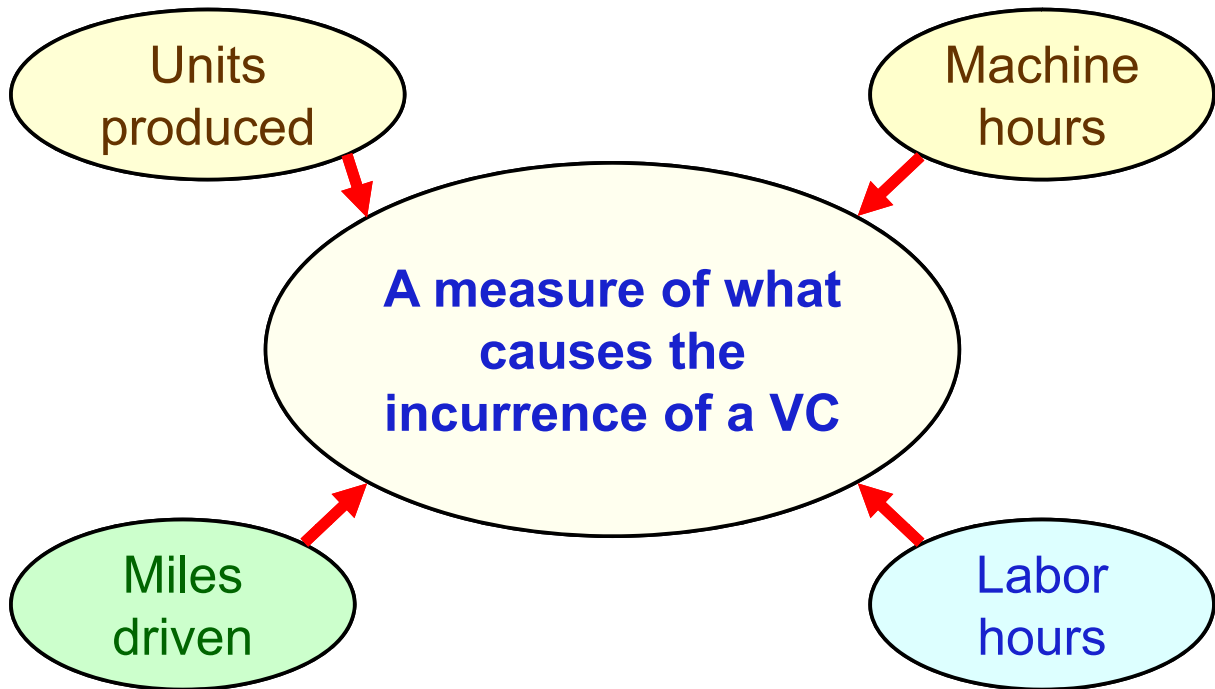 Units
produced
Machine
hours
A measure of what
causes the
incurrence of a VC
Miles
driven
Labor
hours